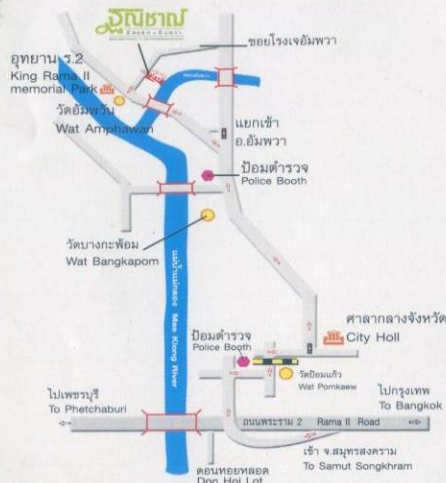 ฐณิชาฌ์
ซอยโรงเจอัมพวา
อุทยาน ร.2
King Rama II
memorial Park
วัดอัมพวัน
Wat Amphawan
แยกเข้า
อ.อัมพวา
ป้อมตำรวจ
Police Booth
วัดบางกะพ้อม
Wat Bangkapom
แม่น้ำแม่กลอง Mae Klong River
ศาลากลางจังหวัด
City Holl
ป้อมตำรวจ
Police Booth
วัดป้อมแก้ว
Wat Pomkaew
ไปเพชรบุรี
To Phetchaburi
ไปกรุงเทพ
To Bangkok
ถนนพระราม 2 Rama II Road
เข้า จ.สมุทรสงคราม
To Samut Songkhram
ดอนหอยหลอด
Don Hoi Lot